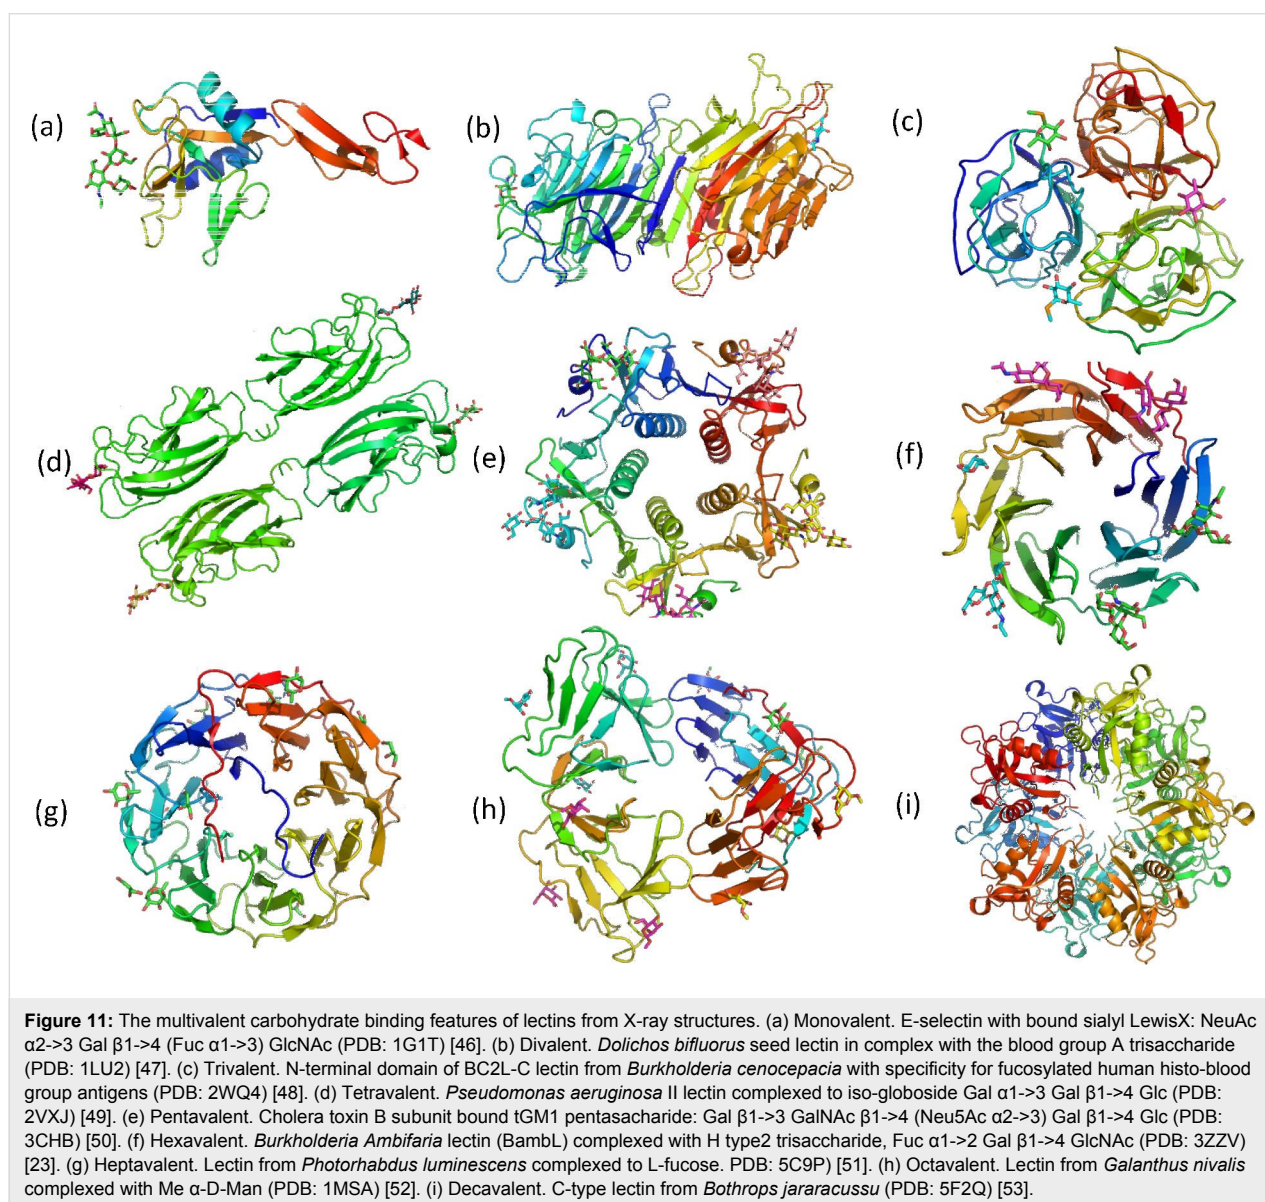 (a)
(b)
(c)
(d)
(e)
(f)
(g)
(h)
(i)
Figure 11: The multivalent carbohydrate binding features of lectins from X-ray structures. (a) Monovalent. E-selectin with bound sialyl LewisX: NeuAc
α2->3 Gal β1->4 (Fuc α1->3) GlcNAc (PDB: 1G1T) [46]. (b) Divalent. Dolichos bifluorus seed lectin in complex with the blood group A trisaccharide
(PDB: 1LU2) [47]. (c) Trivalent. N-terminal domain of BC2L-C lectin from Burkholderia cenocepacia with specificity for fucosylated human histo-blood
group antigens (PDB: 2WQ4) [48]. (d) Tetravalent. Pseudomonas aeruginosa II lectin complexed to iso-globoside Gal α1->3 Gal β1->4 Glc (PDB:
2VXJ) [49]. (e) Pentavalent. Cholera toxin B subunit bound tGM1 pentasacharide: Gal β1->3 GalNAc β1->4 (Neu5Ac α2->3) Gal β1->4 Glc (PDB:
3CHB) [50]. (f) Hexavalent. Burkholderia Ambifaria lectin (BambL) complexed with H type2 trisaccharide, Fuc α1->2 Gal β1->4 GlcNAc (PDB: 3ZZV)
[23]. (g) Heptavalent. Lectin from Photorhabdus luminescens complexed to L-fucose. PDB: 5C9P) [51]. (h) Octavalent. Lectin from Galanthus nivalis
complexed with Me α-D-Man (PDB: 1MSA) [52]. (i) Decavalent. C-type lectin from Bothrops jararacussu (PDB: 5F2Q) [53].